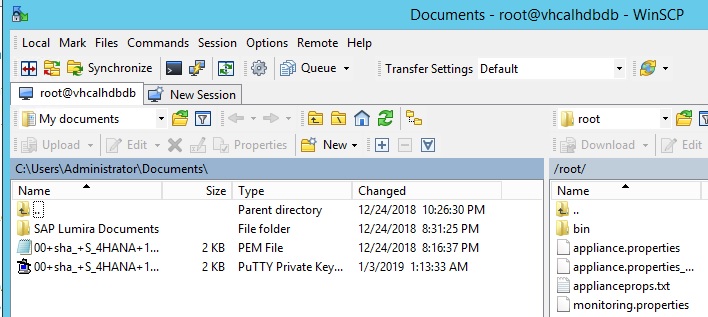 Documents - root@vhcalhdbdb - WinSCP
Local Mark Files Commands Session Options Remote Help
Synchronize Queue Transfer Settings Default
root@vhcalhdbdb New Session
My documents root
Upload Edit Properties New Download Edit
C:\Users\Administrator\Documents\ /root/
Name Size Type Changed Name
.. Parent directory 12/24/2018 10:26:30 PM ..
SAP Lumira Documents File folder 12/24/2018 8:31:25 PM bin
00+sha_+S_4HANA+1... 2 KB PEM File 12/24/2018 8:16:37 PM appliance.properties
00+sha_+S_4HANA+1... 2 KB PuTTY Private Key... 1/3/2019 1:13:33 AM appliance.properties_...
applianceprops.txt
monitoring.properties